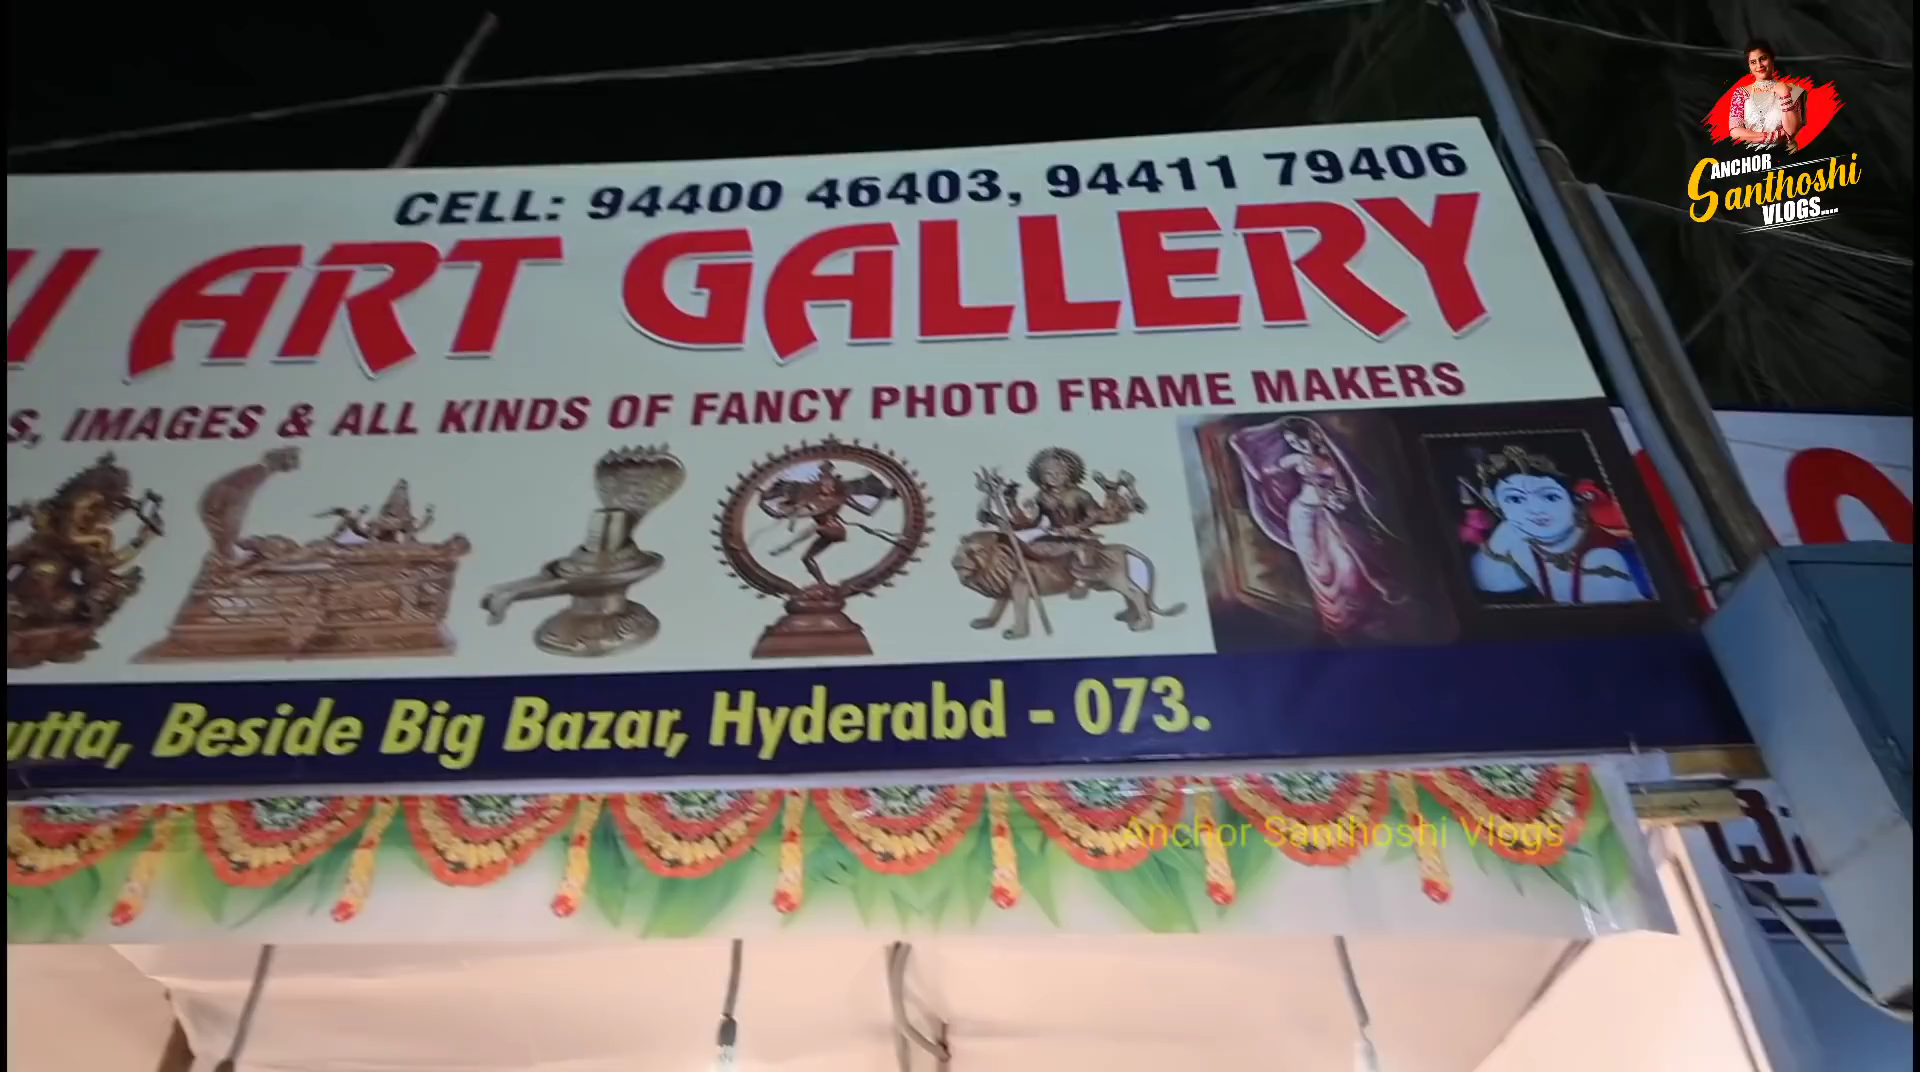 CELL: 94400 46403, 94411 79406
ART GALLERY
IMAGES & ALL KINDS OF FANCY PHOTO FRAME MAKERS
Beside Big Bazar, Hyderabd - 073.
ANCHOR
Santhoshi
VLOGS....
Anchor Santhoshi Vlogs